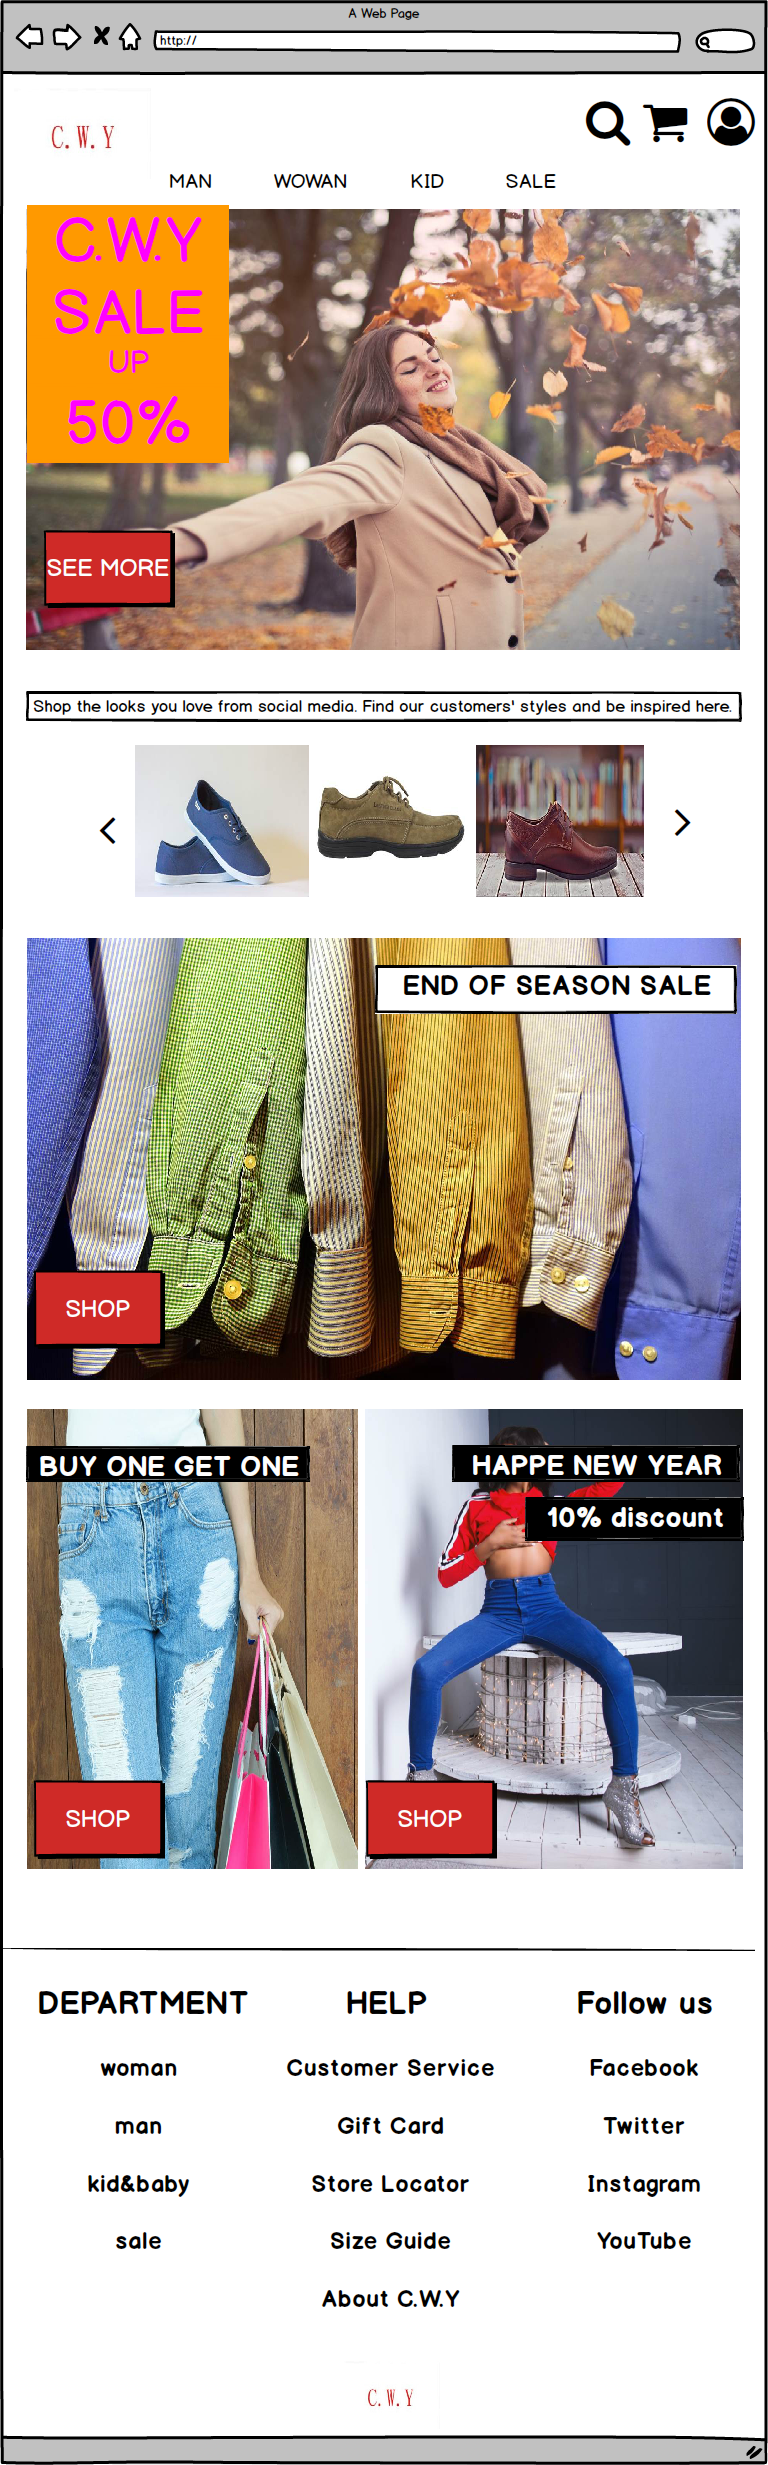 A Web Page
http://
C.W.Y
MAN WOWAN KID SALE
C.W.Y
SALE
UP
50%
SEE MORE
Shop the looks you love from social media. Find our customers' styles and be inspired here.
END OF SEASON SALE
SHOP
BUY ONE GET ONE
HAPPE NEW YEAR
10% discount
SHOP
SHOP
DEPARTMENT
woman
man
kid&baby
sale
HELP
Customer Service
Gift Card
Store Locator
Size Guide
About C.W.Y
Follow us
Facebook
Twitter
Instagram
YouTube
C.W.Y